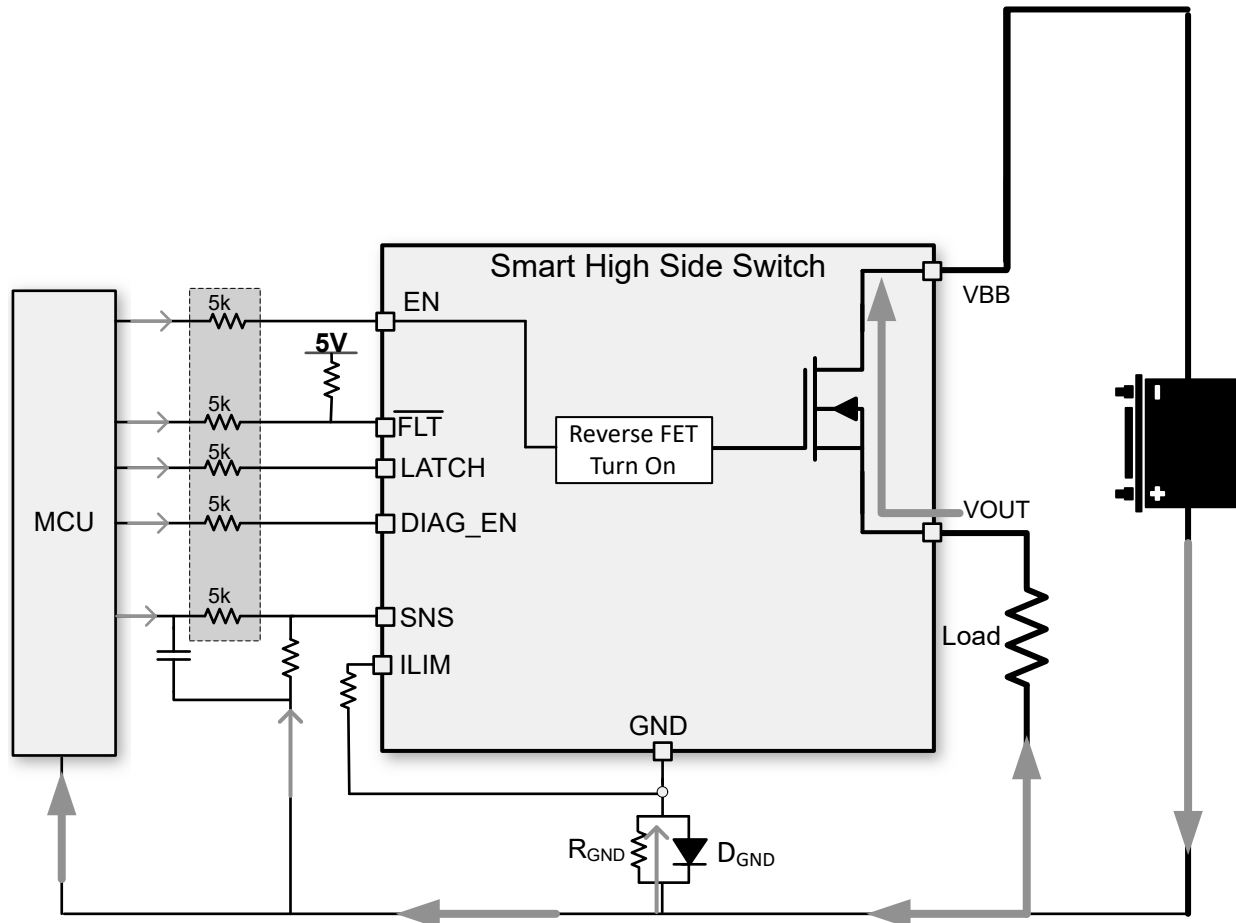 Smart High Side Switch
VBB
5k
EN
5V
5k
FLT
Reverse FET
Turn On
5k
LATCH
MCU
5k
DIAG_EN
VOUT
5k
SNS
Load
ILIM
GND
RGND
DGND
-
+